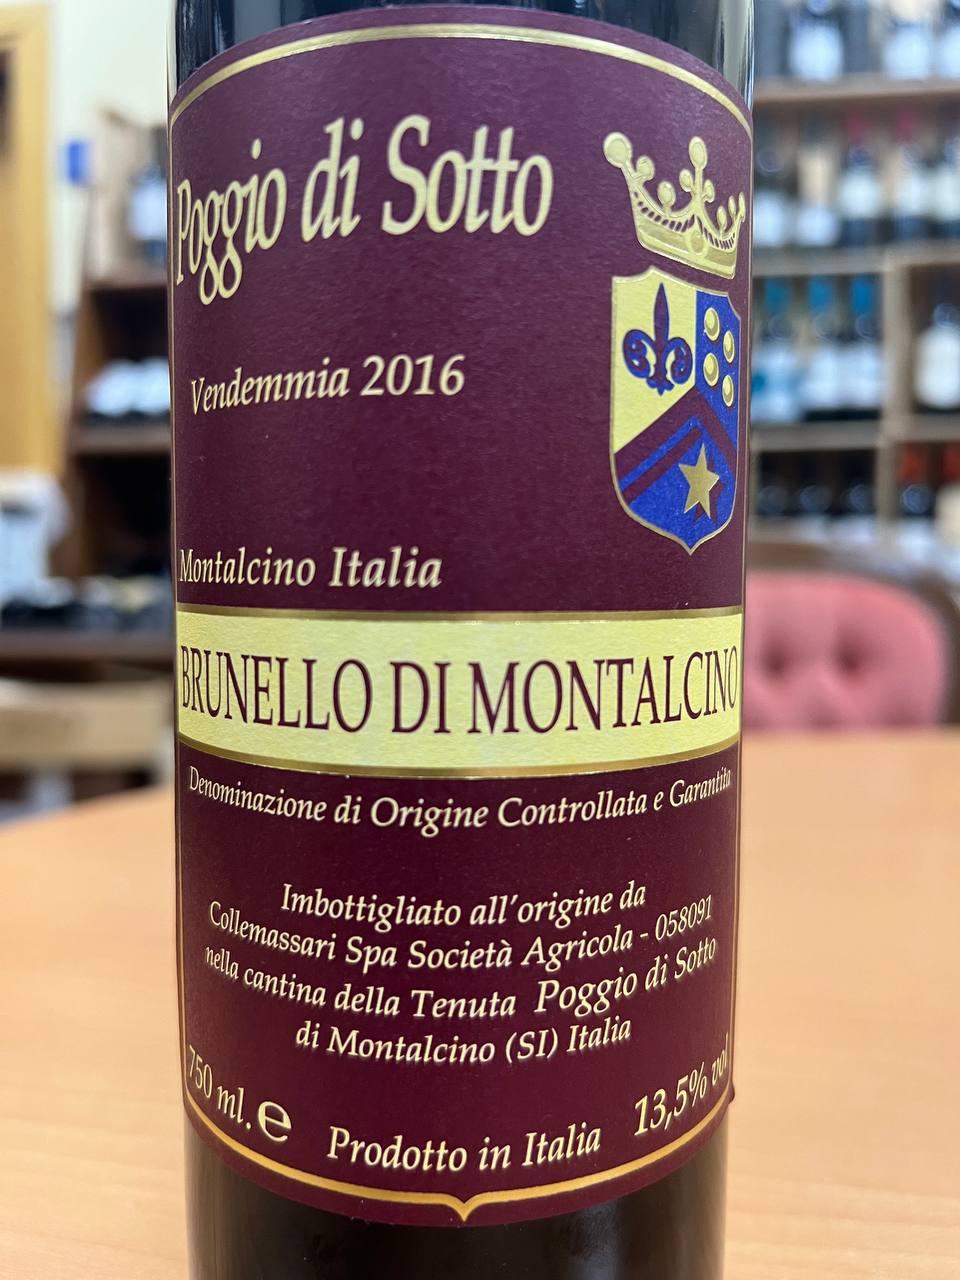 Poggio di Sotto
Vendemmia 2016
Montalcino Italia
BRUNELLO DI MONTALCINO
Denominazione di Origine Controllata e Garantita
Imbottigliato all'origine da
Collemassari Spa Società Agricola - 058091
nella cantina della Tenuta Poggio di Sotto
di Montalcino (SI) Italia
750 ml. e
Prodotto in Italia
13,5% vol